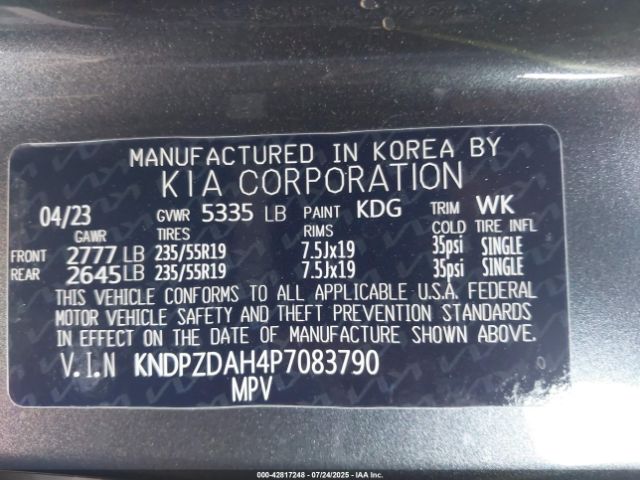 MANUFACTURED IN KOREA BY
KIA CORPORATION
04/23 GVWR 5335 LB PAINT KDG TRIM WK
GAWR TIRES RIMS COLD TIRE INFL
FRONT 2777 LB 235/55R19 7.5Jx19 35psi SINGLE
REAR 2645 LB 235/55R19 7.5Jx19 35psi SINGLE
THIS VEHICLE CONFORMS TO ALL APPLICABLE U.S.A. FEDERAL
MOTOR VEHICLE SAFETY AND THEFT PREVENTION STANDARDS
IN EFFECT ON THE DATE OF MANUFACTURE SHOWN ABOVE.
V.I.N KNDPZDAH4P7083790
MPV
000-42817248 - 07/24/2025 - IAA Inc.